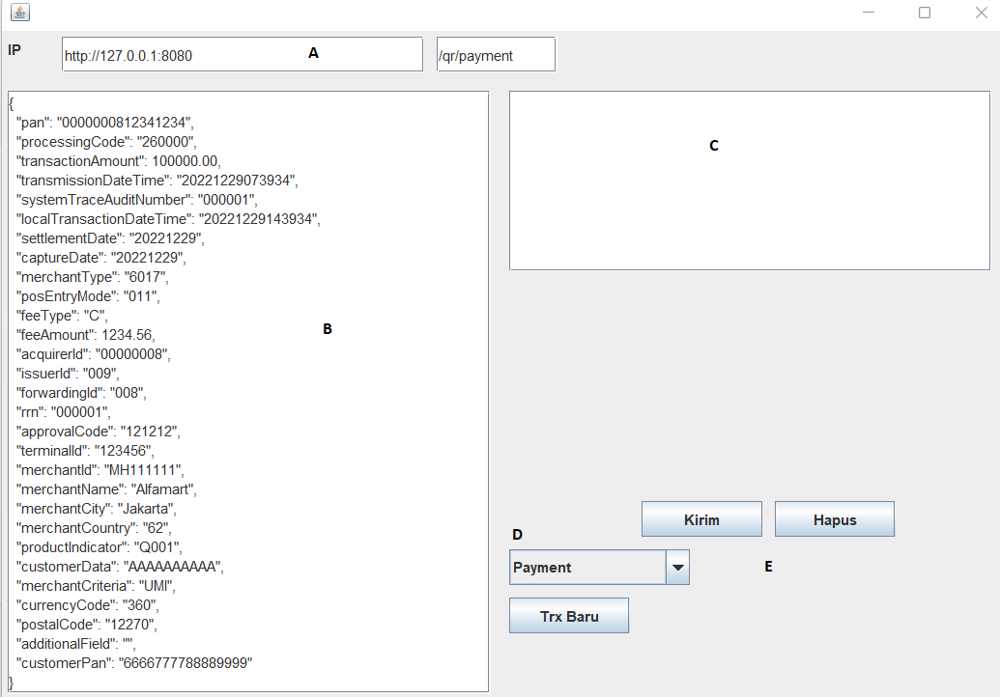 IP
http://127.0.0.1:8080
A
/qr/payment
{
"pan": "0000000812341234",
"processingCode": "260000",
"transactionAmount": 100000.00,
"transmissionDateTime": "20221229073934",
"systemTraceAuditNumber": "000001",
"localTransactionDateTime": "20221229143934",
"settlementDate": "20221229",
"captureDate": "20221229",
"merchantType": "6017",
"posEntryMode": "011",
"feeType": "C",
"feeAmount": 1234.56,
"acquirerId": "00000008",
"issuerId": "009",
"forwardingId": "008",
"rrn": "000001",
"approvalCode": "121212",
"terminalId": "123456",
"merchantId": "MH111111",
"merchantName": "Alfamart",
"merchantCity": "Jakarta",
"merchantCountry": "62",
"productIndicator": "Q001",
"customerData": "AAAAAAAAAA",
"merchantCriteria": "UMI",
"currencyCode": "360",
"postalCode": "12270",
"additionalField": "",
"customerPan": "6666777788889999"
}
B
C
Kirim
Hapus
D
Payment
E
Trx Baru